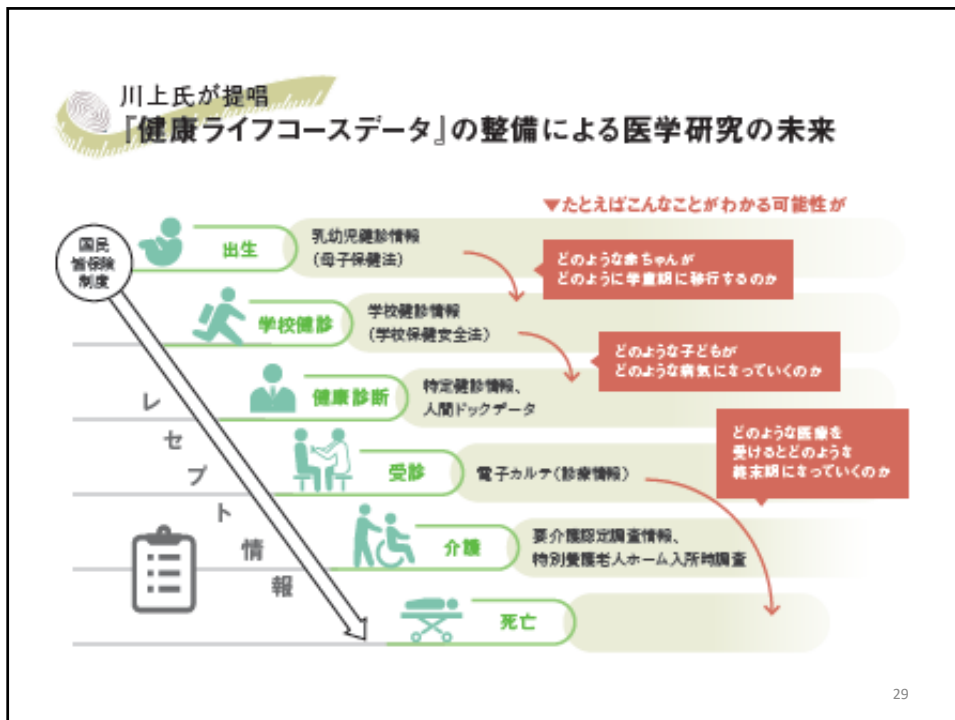 川上氏が提唱
『健康ライフコースデータ』の整備による医学研究の未来
▼たとえばこんなことがわかる可能性が
国民
皆保険
制度
出生
乳幼児健診情報
(母子保健法)
どのような赤ちゃんが
どのように学童期に移行するのか
学校健診
学校健診情報
(学校保健安全法)
どのような子どもが
どのような病気になっていくのか
健康診断
特定健診情報、
人間ドックデータ
どのような医療を
受けるとどのような
終末期になっていくのか
受診
電子カルテ(診療情報)
介護
要介護認定調査情報、
特別養護老人ホーム入所時調査
死亡
レセプト情報
29